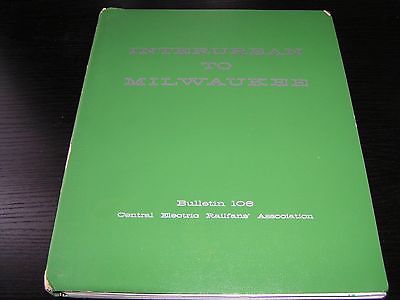 INTERURBAN
TO
MILWAUKEE
Bulletin 106
Central Electric Railfans' Association